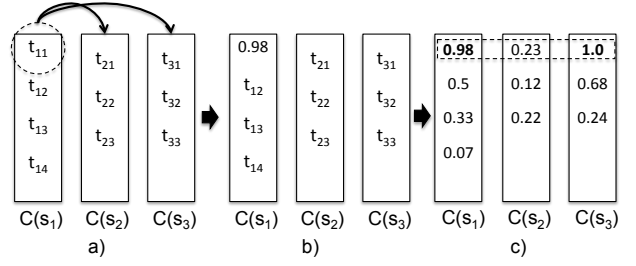 t11 0.98 0.98 0.23 1.0
t21 t31 t21 t31
t12 t12 0.5 0.12 0.68
t22 t32 t22 t32
t13 t13 0.33 0.22 0.24
t23 t33 t23 t33
t14 t14 0.07
C(s1) C(s2) C(s3) C(s1) C(s2) C(s3) C(s1) C(s2) C(s3)
a) b) c)